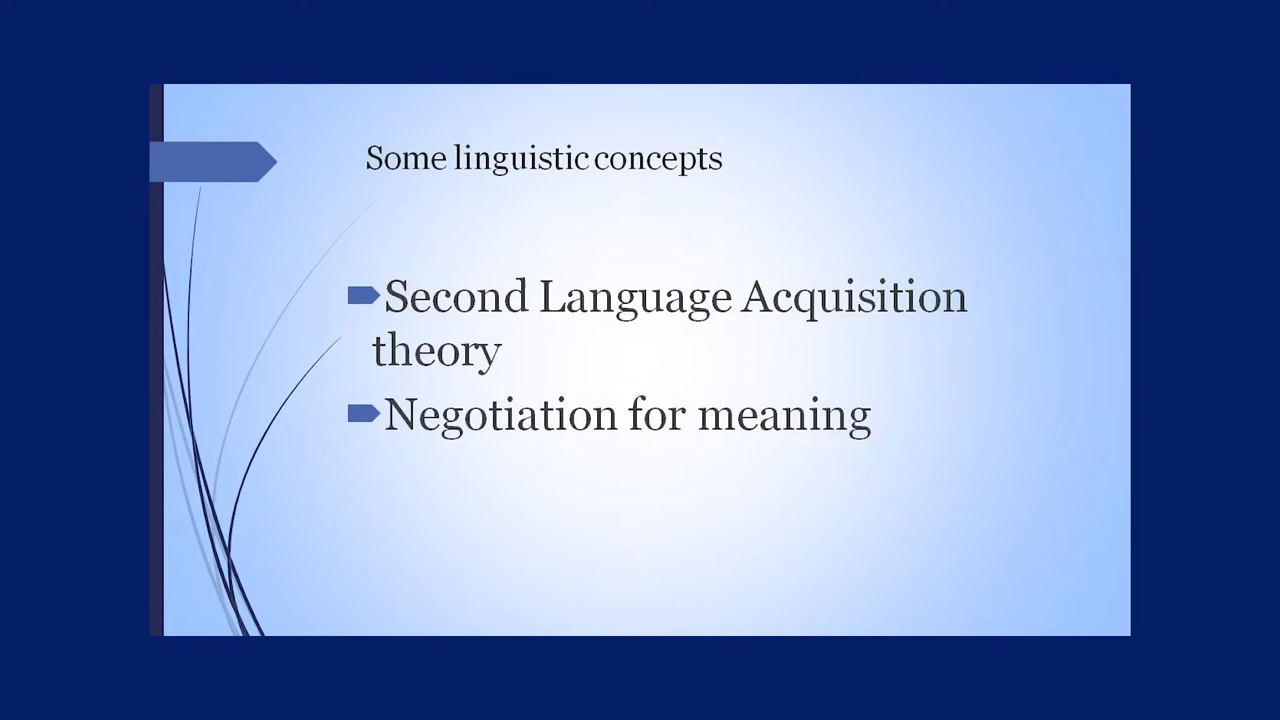 Some linguistic concepts
Second Language Acquisition
theory
Negotiation for meaning